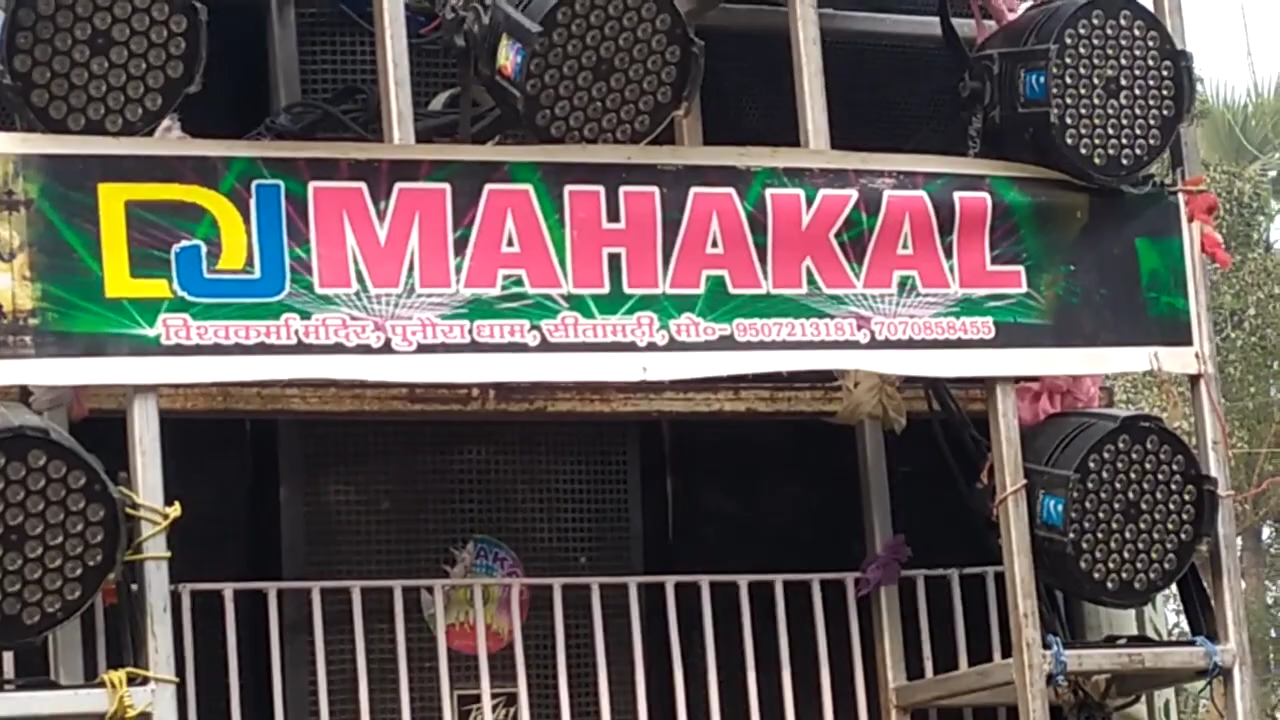 DJ MAHAKAL
विश्वकर्मा मंदिर, पुनौरा धाम, सीतामढ़ी, मो०- 9507213181, 7070858455